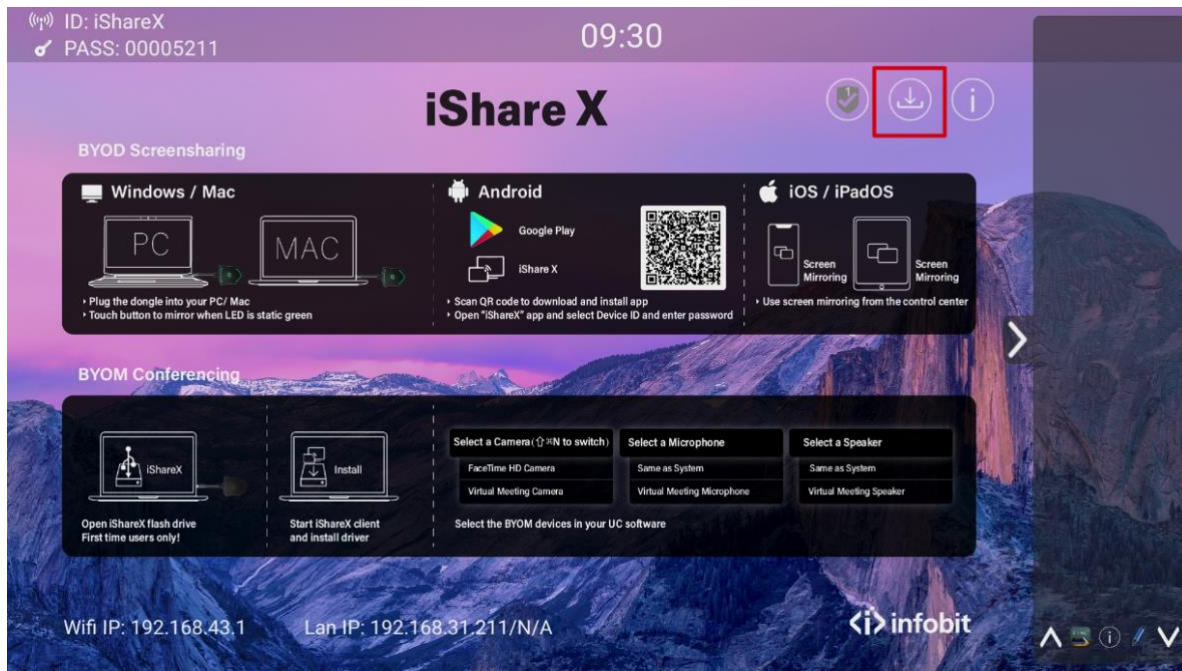 ID: iShareX
PASS: 00005211
09:30
iShare X
1
i
BYOD Screensharing
Windows / Mac
PC
MAC
‣ Plug the dongle into your PC/ Mac
‣ Touch button to mirror when LED is static green
Android
Google Play
iShare X
‣ Scan QR code to download and install app
‣ Open "iShareX" app and select Device ID and enter password
iOS / iPadOS
Screen
Mirroring
Screen
Mirroring
‣ Use screen mirroring from the control center
BYOM Conferencing
iShareX
Open iShareX flash drive
First time users only!
Install
Start iShareX client
and install driver
Select a Camera(⇧⌘N to switch)
FaceTime HD Camera
Virtual Meeting Camera
Select a Microphone
Same as System
Virtual Meeting Microphone
Select a Speaker
Same as System
Virtual Meeting Speaker
Select the BYOM devices in your UC software
Wifi IP: 192.168.43.1
Lan IP: 192.168.31.211/N/A
<i> infobit